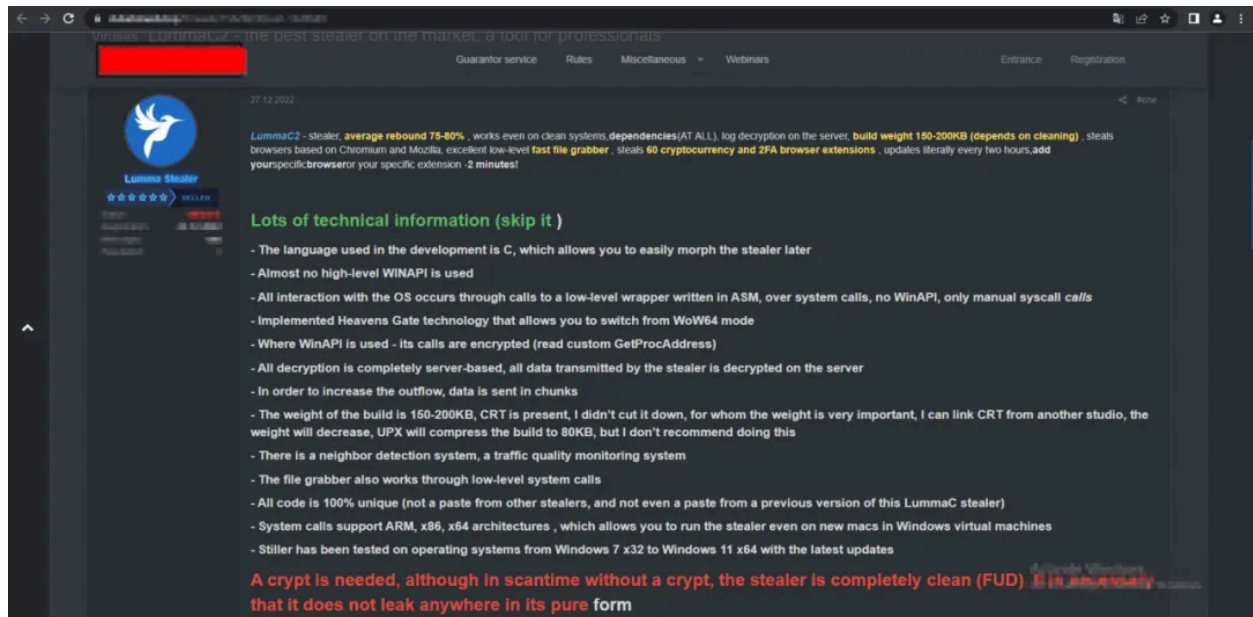 Viruses LummaC2 - the best stealer on the market, a tool for professionals
Guarantor service Rules Miscellaneous Webinars Entrance Registration
27.12.2022 #one
LummaC2 - stealer, average rebound 75-80% , works even on clean systems,dependencies(AT ALL), log decryption on the server, build weight 150-200KB (depends on cleaning) , steals
browsers based on Chromium and Mozilla, excellent low-level fast file grabber , steals 60 cryptocurrency and 2FA browser extensions , updates literally every two hours,add
yourspecificbrowseror your specific extension -2 minutes!
Lumma Stealer
SELLER
Lots of technical information (skip it )
- The language used in the development is C, which allows you to easily morph the stealer later
- Almost no high-level WINAPI is used
- All interaction with the OS occurs through calls to a low-level wrapper written in ASM, over system calls, no WinAPI, only manual syscall calls
- Implemented Heavens Gate technology that allows you to switch from WoW64 mode
- Where WinAPI is used - its calls are encrypted (read custom GetProcAddress)
- All decryption is completely server-based, all data transmitted by the stealer is decrypted on the server
- In order to increase the outflow, data is sent in chunks
- The weight of the build is 150-200KB, CRT is present, I didn't cut it down, for whom the weight is very important, I can link CRT from another studio, the
weight will decrease, UPX will compress the build to 80KB, but I don't recommend doing this
- There is a neighbor detection system, a traffic quality monitoring system
- The file grabber also works through low-level system calls
- All code is 100% unique (not a paste from other stealers, and not even a paste from a previous version of this LummaC stealer)
- System calls support ARM, x86, x64 architectures , which allows you to run the stealer even on new macs in Windows virtual machines
- Stiller has been tested on operating systems from Windows 7 x32 to Windows 11 x64 with the latest updates
A crypt is needed, although in scantime without a crypt, the stealer is completely clean (FUD)
that it does not leak anywhere in its pure form